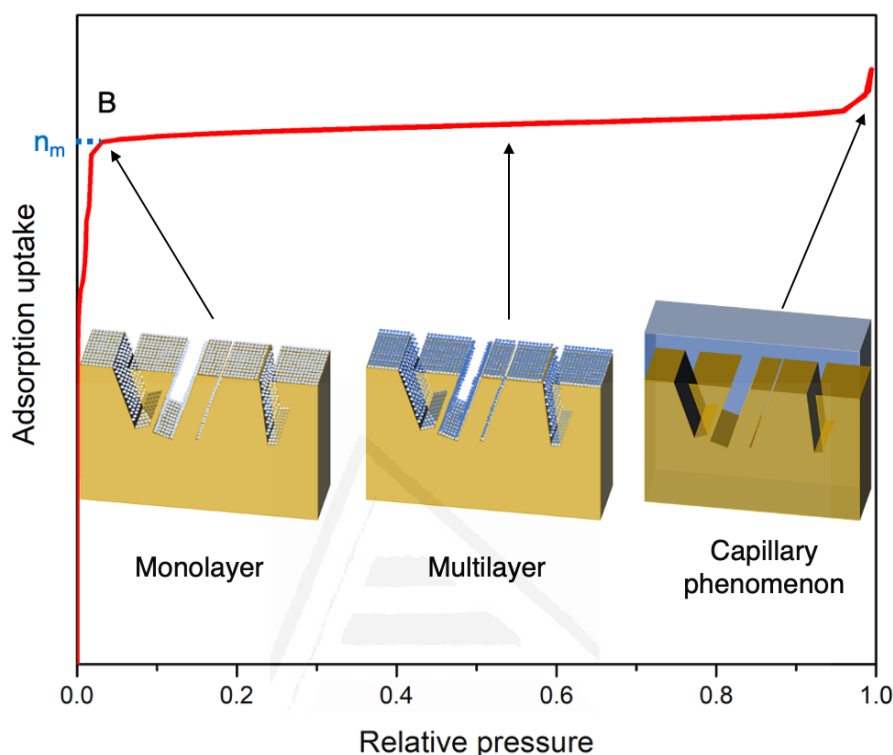 B
nm
Adsorption uptake
Monolayer
Multilayer
Capillary
phenomenon
0.0 0.2 0.4 0.6 0.8 1.0
Relative pressure